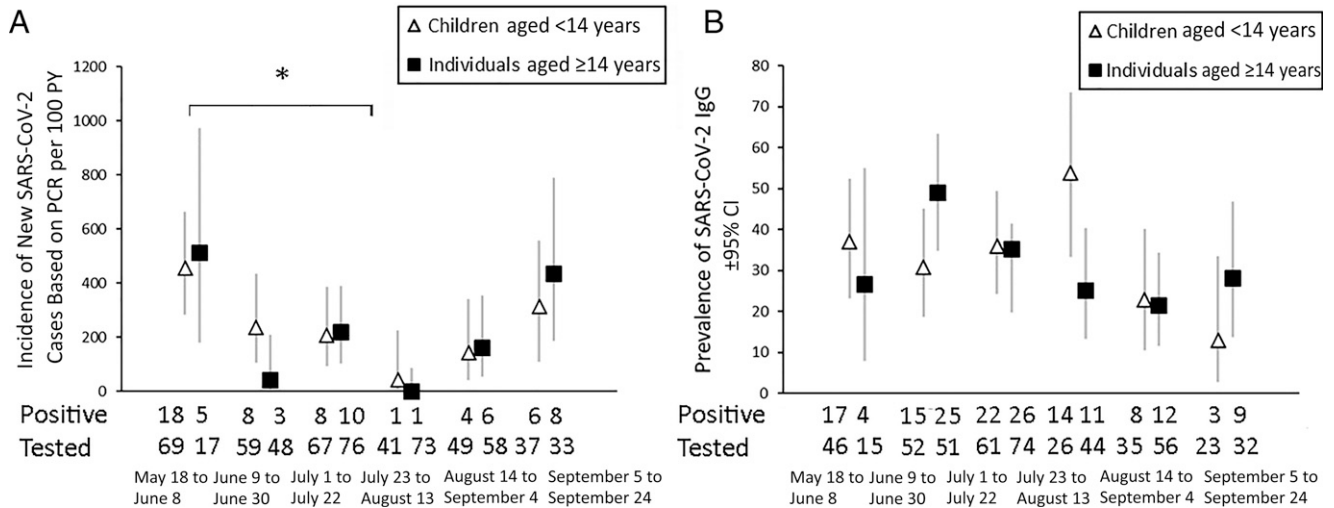 A
△ Children aged <14 years
■ Individuals aged ≥14 years
Incidence of New SARS-CoV-2
Cases Based on PCR per 100 PY
1200
1000
800
600
400
200
0
*
Positive 18 5 8 3 8 10 1 1 4 6 6 8
Tested 69 17 59 48 67 76 41 73 49 58 37 33
May 18 to June 9 to July 1 to July 23 to August 14 to September 5 to
June 8 June 30 July 22 August 13 September 4 September 24
B
△ Children aged <14 years
■ Individuals aged ≥14 years
Prevalence of SARS-CoV-2 IgG
±95% CI
80
70
60
50
40
30
20
10
0
Positive 17 4 15 25 22 26 14 11 8 12 3 9
Tested 46 15 52 51 61 74 26 44 35 56 23 32
May 18 to June 9 to July 1 to July 23 to August 14 to September 5 to
June 8 June 30 July 22 August 13 September 4 September 24